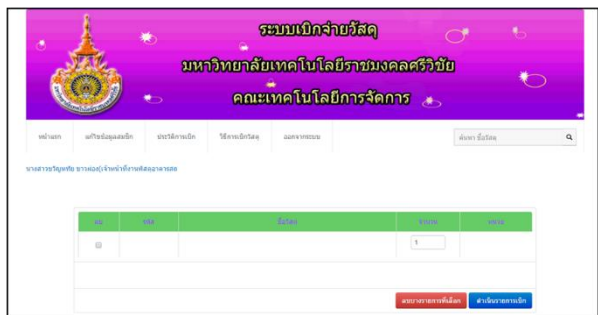 ระบบเบิกจ่ายวัสดุ
มหาวิทยาลัยเทคโนโลยีราชมงคลศรีวิชัย
คณะเทคโนโลยีการจัดการ
หน้าแรก แก้ไขข้อมูลสมชิก ประวัติการเบิก วิธีการเบิกวัสดุ ออกจากระบบ ค้นหา ชื่อวัสดุ
ลบ รหัส ชื่อวัสดุ จำนวน หน่วย
1
ลบบางรายการที่เลือก ดำเนินรายการเบิก